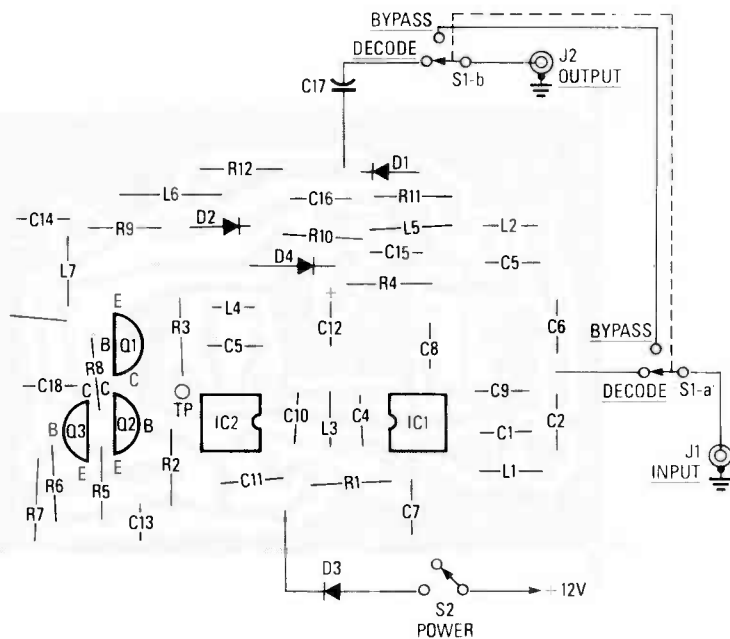 BYPASS
DECODE
J2
S1-b
OUTPUT
C17
D1
R12
L6
C16
R11
C14
R9
D2
L5
L2
R10
C15
L7
D4
C5
R4
E
L4
C12
+
R3
C6
B
Q1
C5
C8
BYPASS
R8
C
C18
C
C
TP
C9
DECODE
S1-a
IC2
C10
L3
C4
IC1
C2
B
Q3
Q2
B
C1
J1
INPUT
E
E
R2
L1
R6
R5
C11
R1
R7
C13
C7
D3
+12V
S2
POWER